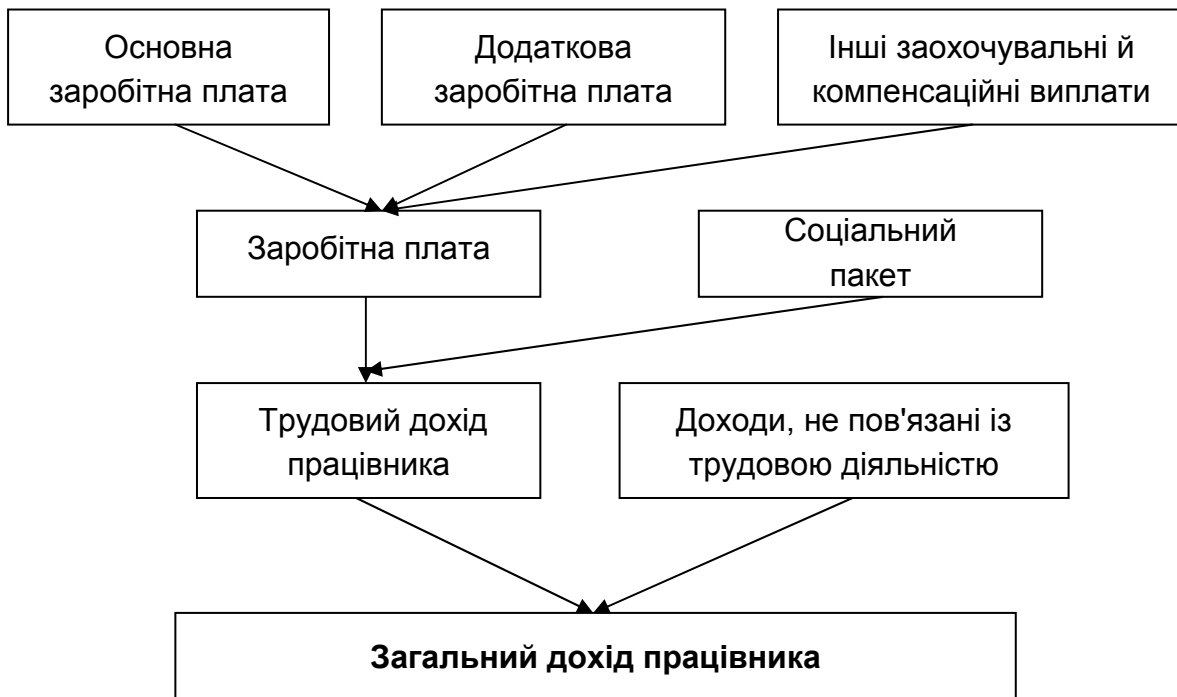 Основна
заробітна плата
Додаткова
заробітна плата
Інші заохочувальні й
компенсаційні виплати
Заробітна плата
Соціальний
пакет
Трудовий дохід
працівника
Доходи, не пов'язані із
трудовою діяльністю
Загальний дохід працівника